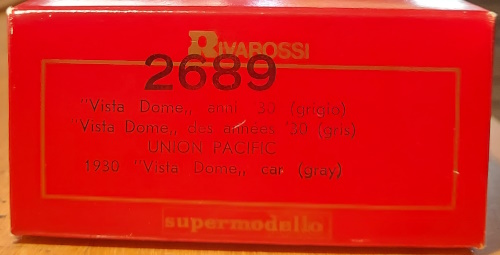 RIVAROSSI
2689
"Vista Dome,, anni '30 (grigio)
"Vista Dome,, des années '30 (gris)
UNION PACIFIC
1930 "Vista Dome,, car (gray)
supermodello